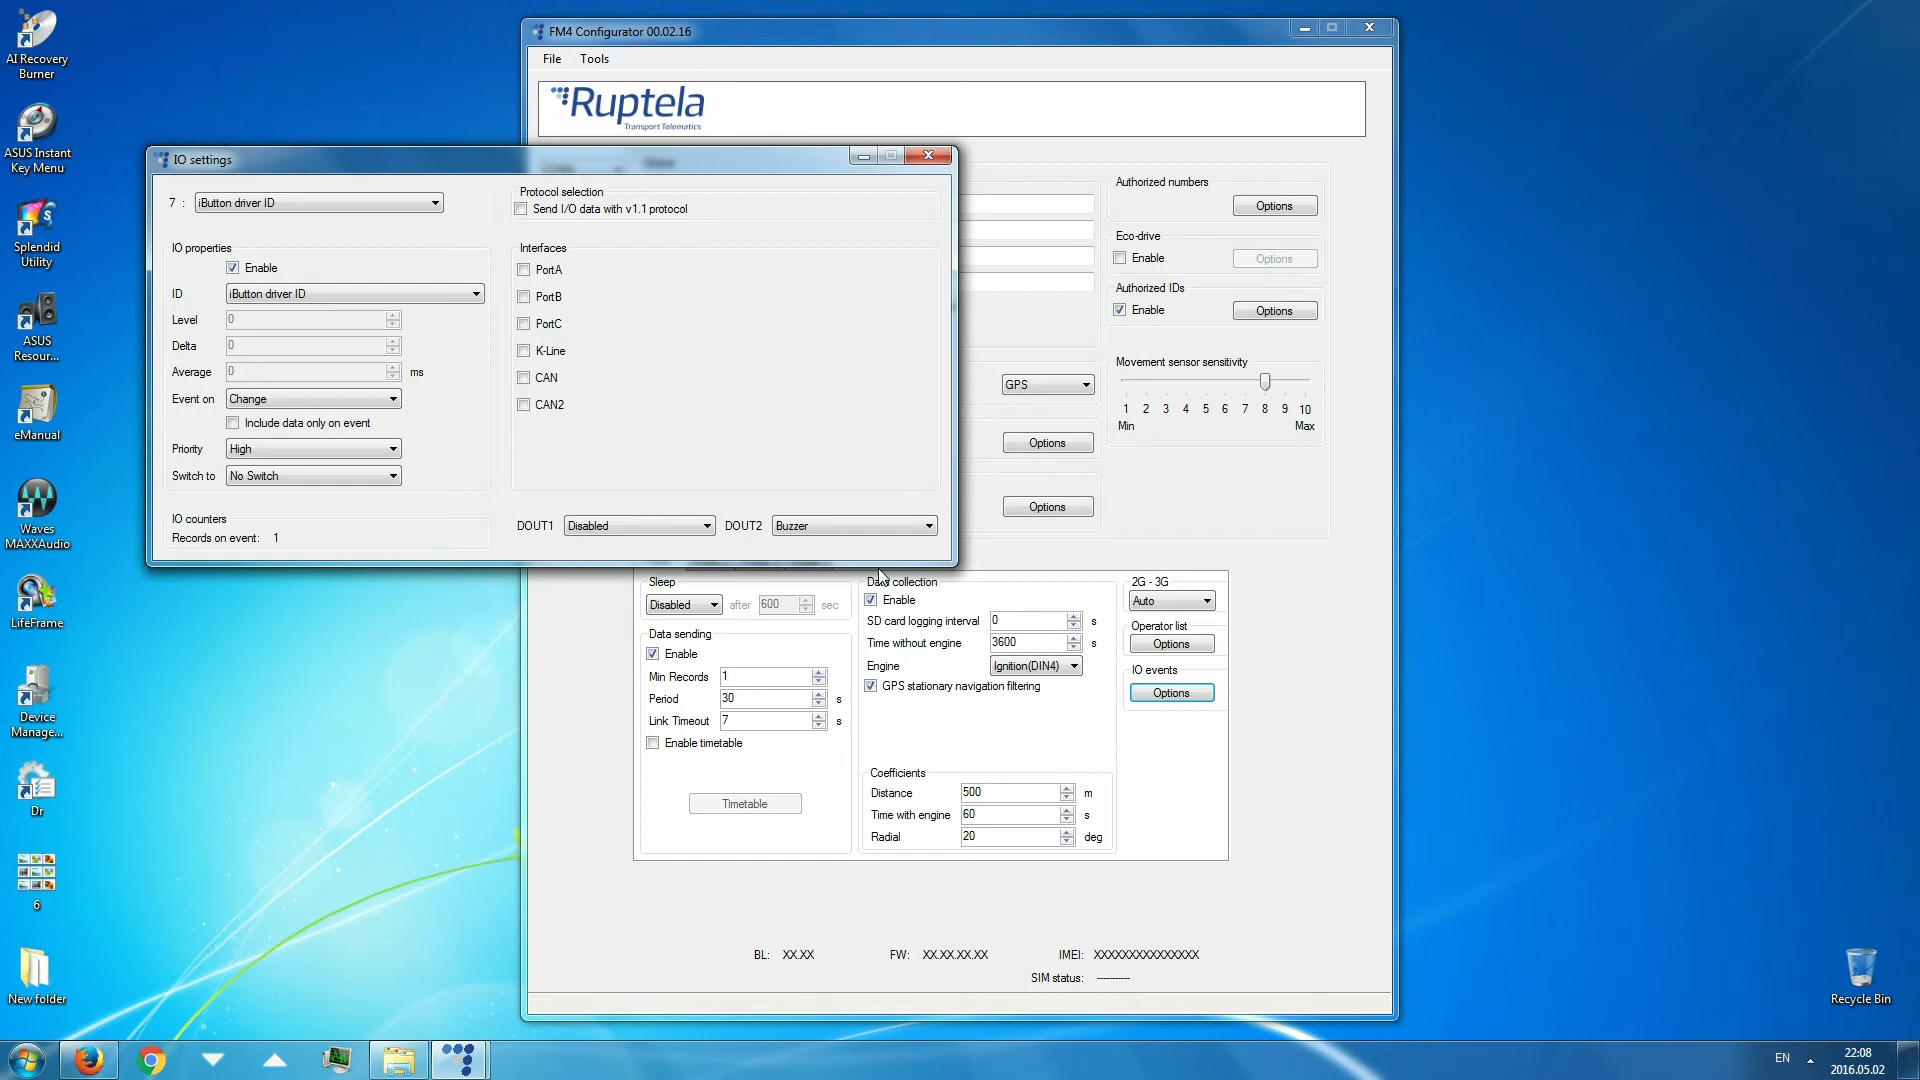 AI Recovery
Burner
ASUS Instant
Key Menu
Splendid
Utility
ASUS
Resour...
eManual
Waves
MAXXAudio
LifeFrame
Device
Manage...
Dr
6
New folder
FM4 Configurator 00.02.16
File Tools
Ruptela
Transport Telematics
IO settings
7 : iButton driver ID
Protocol selection
Send I/O data with v1.1 protocol
IO properties
Enable
ID iButton driver ID
Level 0
Delta 0
Average 0 ms
Event on Change
Include data only on event
Priority High
Switch to No Switch
IO counters
Records on event: 1
Interfaces
PortA
PortB
PortC
K-Line
CAN
CAN2
DOUT1 Disabled DOUT2 Buzzer
GPS
Options
Options
Authorized numbers
Options
Eco-drive
Enable Options
Authorized IDs
Enable Options
Movement sensor sensitivity
1 2 3 4 5 6 7 8 9 10
Min Max
Sleep
Disabled after 600 sec
Data sending
Enable
Min Records 1
Period 30 s
Link Timeout 7 s
Enable timetable
Timetable
Data collection
Enable
SD card logging interval 0 s
Time without engine 3600 s
Engine Ignition(DIN4)
GPS stationary navigation filtering
Coefficients
Distance 500 m
Time with engine 60 s
Radial 20 deg
2G - 3G
Auto
Operator list
Options
IO events
Options
BL: XX.XX FW: XX.XX.XX.XX IMEI: XXXXXXXXXXXXXXX
SIM status: -----------
Recycle Bin
EN
22:08
2016.05.02